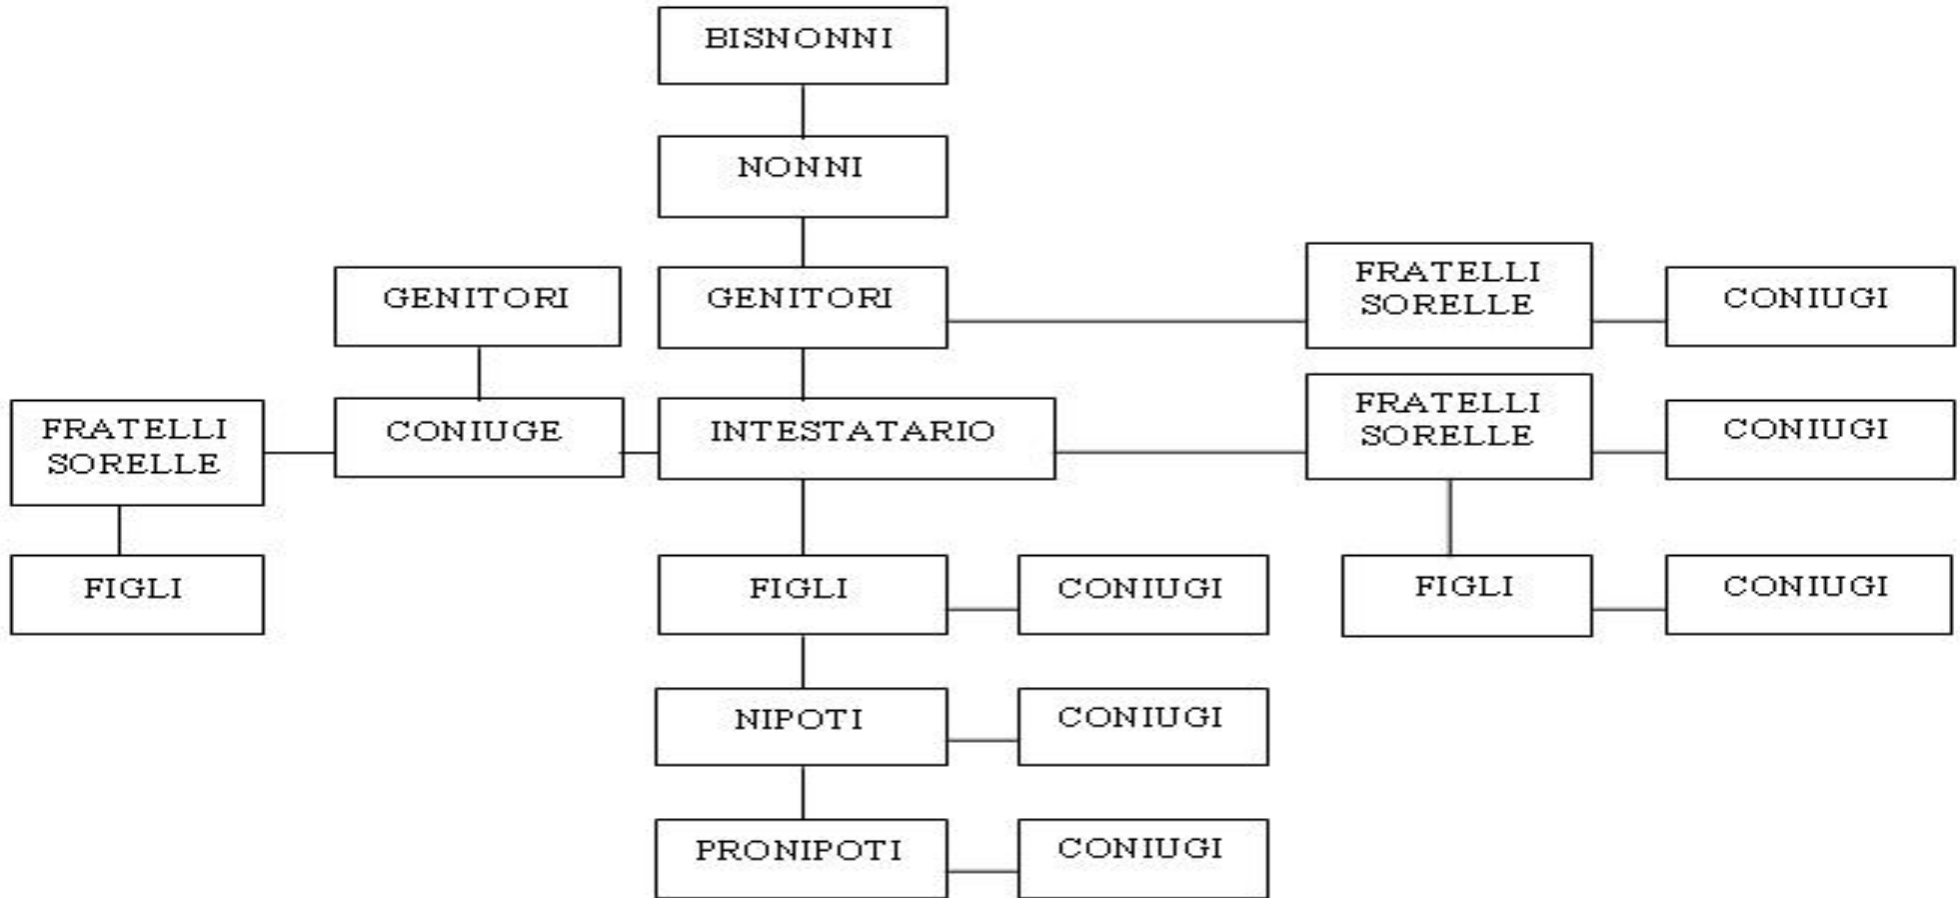 BISNONNI
NONNI
GENITORI
GENITORI
FRATELLI
SORELLE
CONIUGI
FRATELLI
SORELLE
CONIUGE
INTESTATARIO
FRATELLI
SORELLE
CONIUGI
FIGLI
FIGLI
CONIUGI
FIGLI
CONIUGI
NIPOTI
CONIUGI
PRONIPOTI
CONIUGI